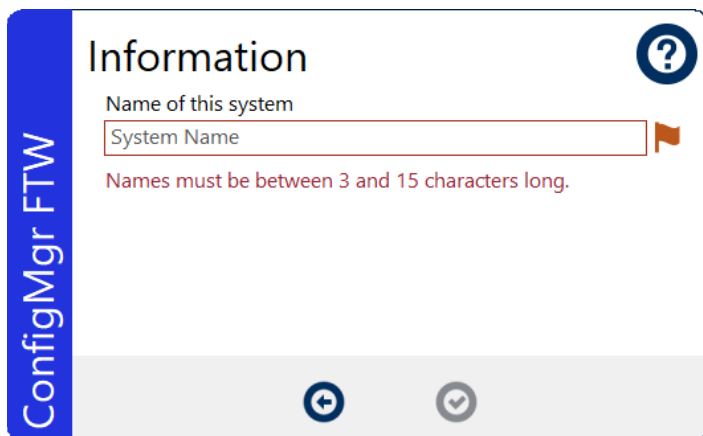 ConfigMgr FTW
Information
?
Name of this system
System Name
Names must be between 3 and 15 characters long.